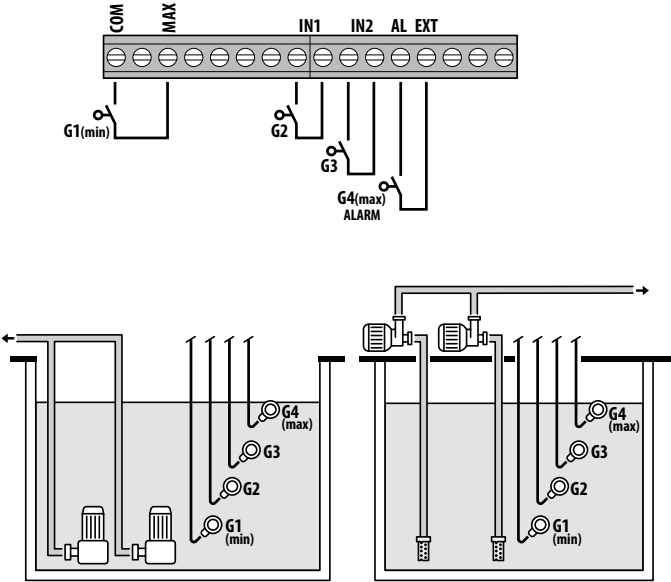 COM MAX IN1 IN2 AL EXT
G1(min)
G2
G3
G4(max)
ALARM
G4
(max)
G3
G2
G1
(min)
G4
(max)
G3
G2
G1
(min)